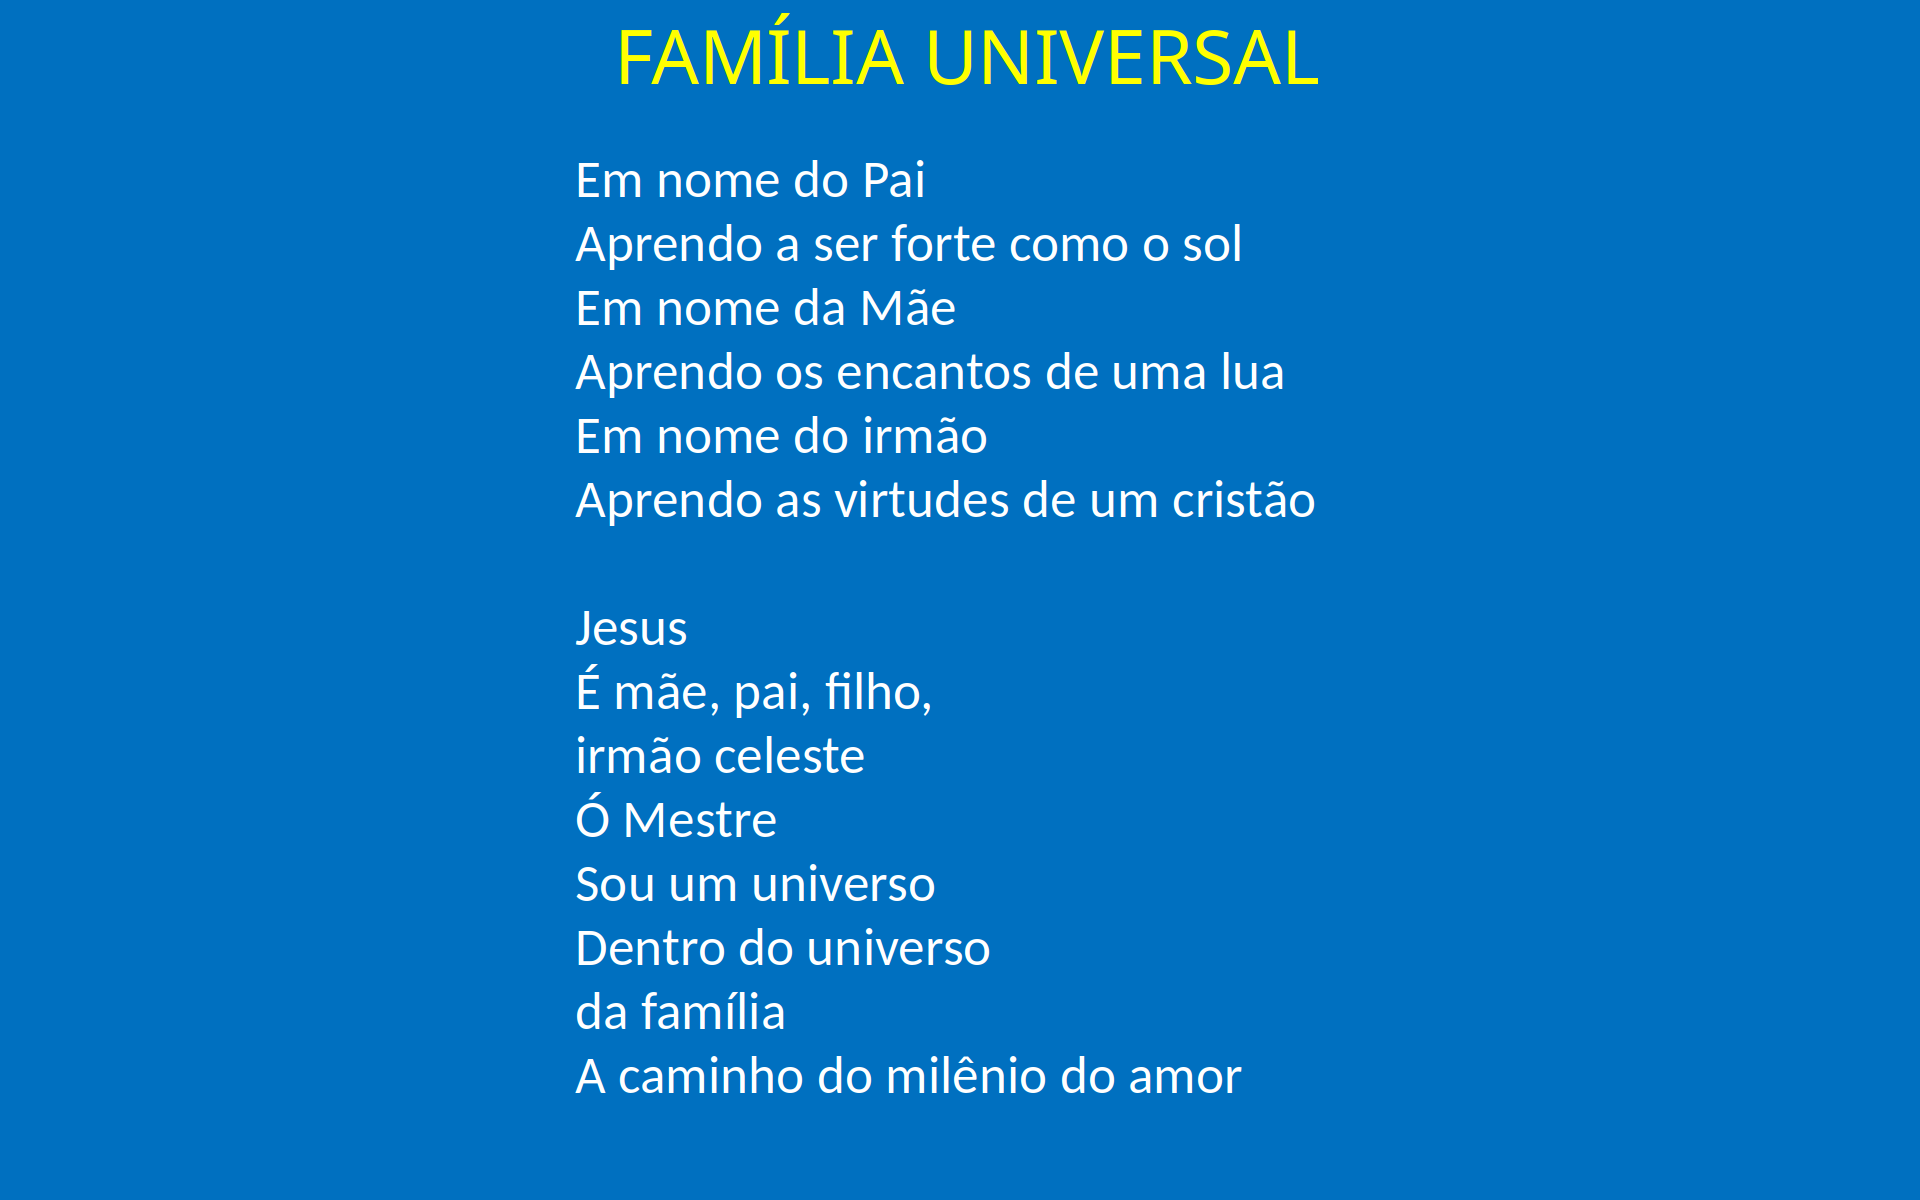 FAMÍLIA UNIVERSAL
Em nome do Pai
Aprendo a ser forte como o sol
Em nome da Mãe
Aprendo os encantos de uma lua
Em nome do irmão
Aprendo as virtudes de um cristão
Jesus
É mãe, pai, filho,
irmão celeste
Ó Mestre
Sou um universo
Dentro do universo
da família
A caminho do milênio do amor